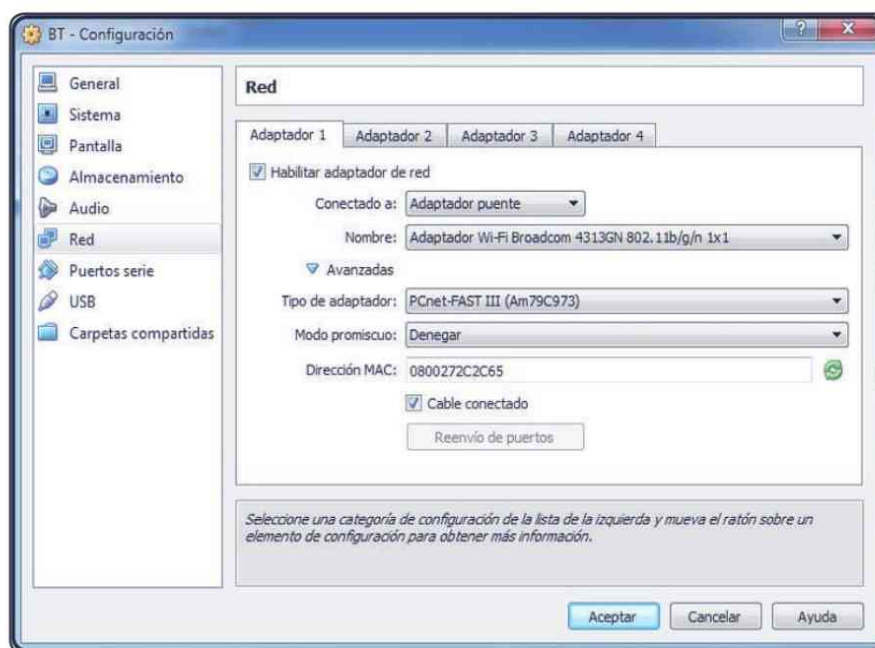 BT - Configuración
General
Sistema
Pantalla
Almacenamiento
Audio
Red
Puertos serie
USB
Carpetas compartidas
Red
Adaptador 1 Adaptador 2 Adaptador 3 Adaptador 4
Habilitar adaptador de red
Conectado a: Adaptador puente
Nombre: Adaptador Wi-Fi Broadcom 4313GN 802.11b/g/n 1x1
Avanzadas
Tipo de adaptador: PCnet-FAST III (Am79C973)
Modo promiscuo: Denegar
Dirección MAC: 0800272C2C65
Cable conectado
Reenvío de puertos
Seleccione una categoría de configuración de la lista de la izquierda y mueva el ratón sobre un
elemento de configuración para obtener más información.
Aceptar Cancelar Ayuda